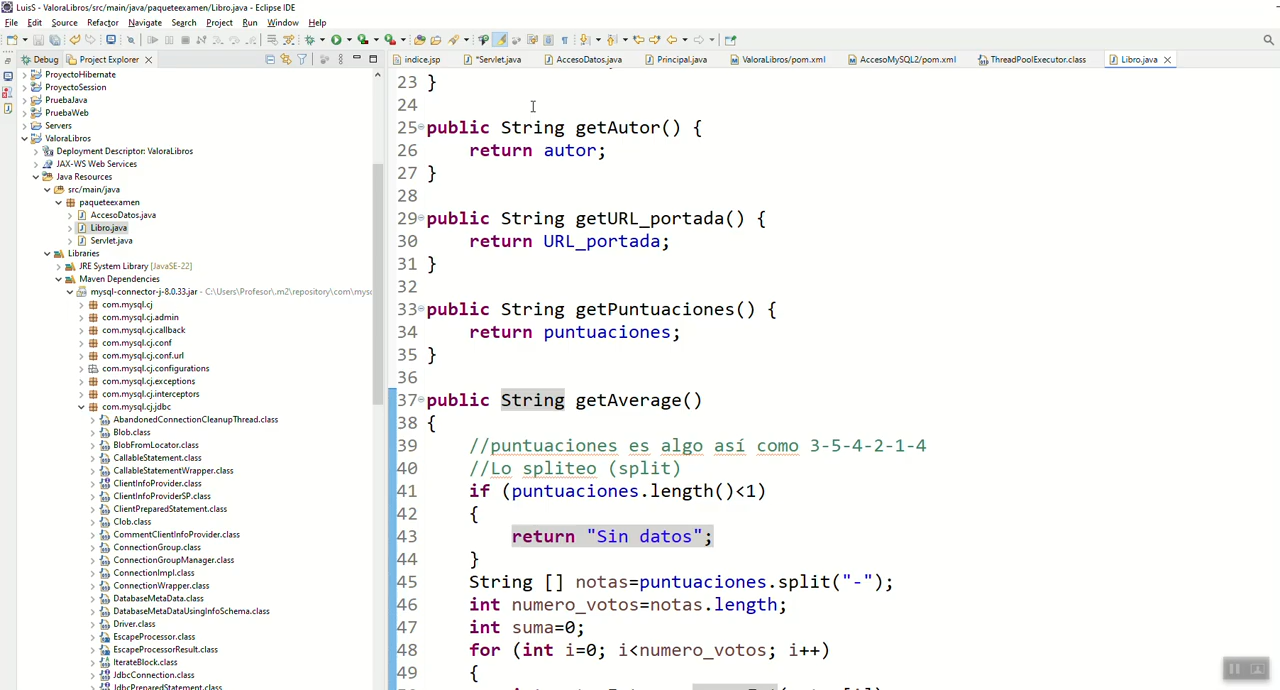 LuisS - ValoraLibros/src/main/java/paqueteexamen/Libro.java - Eclipse IDE
File Edit Source Refactor Navigate Search Project Run Window Help
Debug Project Explorer
indice.jsp *Servlet.java AccesoDatos.java Principal.java ValoraLibros/pom.xml AccesoMySQL2/pom.xml ThreadPoolExecutor.class Libro.java
ProyectoHibernate
ProyectoSession
PruebaJava
PruebaWeb
Servers
ValoraLibros
Deployment Descriptor: ValoraLibros
JAX-WS Web Services
Java Resources
src/main/java
paqueteexamen
AccesoDatos.java
Libro.java
Servlet.java
Libraries
JRE System Library [JavaSE-22]
Maven Dependencies
mysql-connector-j-8.0.33.jar - C:\Users\Profesor\.m2\repository\com\mysc
com.mysql.cj
com.mysql.cj.admin
com.mysql.cj.callback
com.mysql.cj.conf
com.mysql.cj.conf.url
com.mysql.cj.configurations
com.mysql.cj.exceptions
com.mysql.cj.interceptors
com.mysql.cj.jdbc
AbandonedConnectionCleanupThread.class
Blob.class
BlobFromLocator.class
CallableStatement.class
CallableStatementWrapper.class
ClientInfoProvider.class
ClientInfoProviderSP.class
ClientPreparedStatement.class
Clob.class
CommentClientInfoProvider.class
ConnectionGroup.class
ConnectionGroupManager.class
ConnectionImpl.class
ConnectionWrapper.class
DatabaseMetaData.class
DatabaseMetaDataUsingInfoSchema.class
Driver.class
EscapeProcessor.class
EscapeProcessorResult.class
IterateBlock.class
JdbcConnection.class
JdbcPreparedStatement.class
23 }
24
25 public String getAutor() {
26 return autor;
27 }
28
29 public String getURL_portada() {
30 return URL_portada;
31 }
32
33 public String getPuntuaciones() {
34 return puntuaciones;
35 }
36
37 public String getAverage()
38 {
39 //puntuaciones es algo así como 3-5-4-2-1-4
40 //Lo spliteo (split)
41 if (puntuaciones.length()<1)
42 {
43 return "Sin datos";
44 }
45 String [] notas=puntuaciones.split("-");
46 int numero_votos=notas.length;
47 int suma=0;
48 for (int i=0; i<numero_votos; i++)
49 {